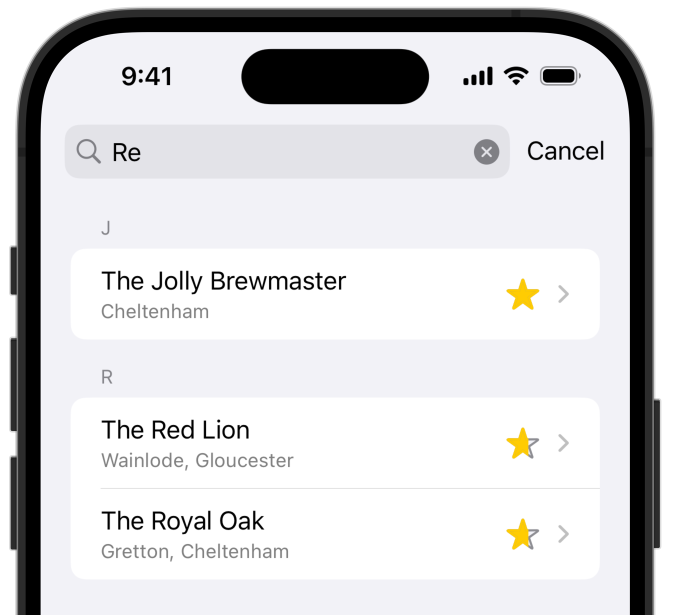 9:41
Re
Cancel
J
The Jolly Brewmaster
Cheltenham
R
The Red Lion
Wainlode, Gloucester
The Royal Oak
Gretton, Cheltenham